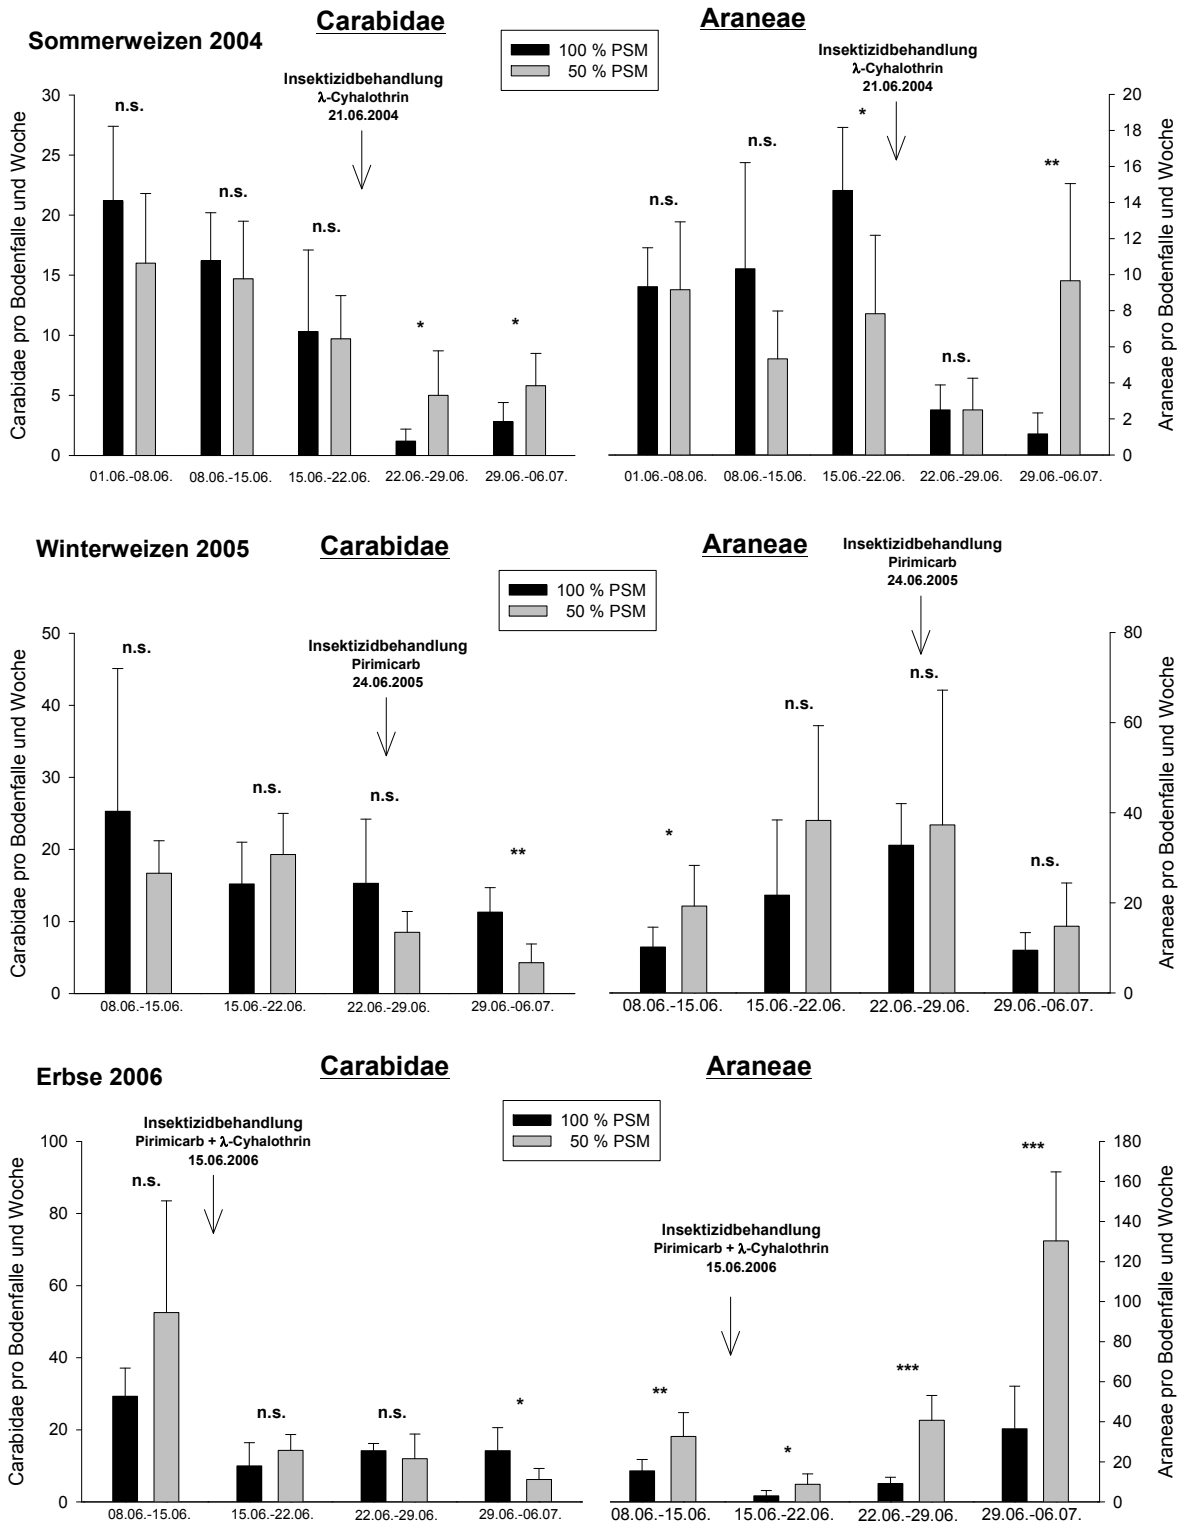 Sommerweizen 2004
Carabidae
Araneae
100 % PSM
50 % PSM
Insektizidbehandlung
λ-Cyhalothrin
21.06.2004
Insektizidbehandlung
λ-Cyhalothrin
21.06.2004
Carabidae pro Bodenfalle und Woche
30
25
20
15
10
5
0
n.s.
n.s.
n.s.
*
*
01.06.-08.06.
08.06.-15.06.
15.06.-22.06.
22.06.-29.06.
29.06.-06.07.
n.s.
n.s.
*
n.s.
**
01.06.-08.06.
08.06.-15.06.
15.06.-22.06.
22.06.-29.06.
29.06.-06.07.
20
18
16
14
12
10
8
6
4
2
0
Araneae pro Bodenfalle und Woche
Winterweizen 2005
Carabidae
Araneae
100 % PSM
50 % PSM
Insektizidbehandlung
Pirimicarb
24.06.2005
Insektizidbehandlung
Pirimicarb
24.06.2005
Carabidae pro Bodenfalle und Woche
50
40
30
20
10
0
n.s.
n.s.
n.s.
**
08.06.-15.06.
15.06.-22.06.
22.06.-29.06.
29.06.-06.07.
*
n.s.
n.s.
n.s.
08.06.-15.06.
15.06.-22.06.
22.06.-29.06.
29.06.-06.07.
80
60
40
20
0
Araneae pro Bodenfalle und Woche
Erbse 2006
Carabidae
Araneae
100 % PSM
50 % PSM
Insektizidbehandlung
Pirimicarb + λ-Cyhalothrin
15.06.2006
Insektizidbehandlung
Pirimicarb + λ-Cyhalothrin
15.06.2006
Carabidae pro Bodenfalle und Woche
100
80
60
40
20
0
n.s.
n.s.
n.s.
*
08.06.-15.06.
15.06.-22.06.
22.06.-29.06.
29.06.-06.07.
**
*
***
***
08.06.-15.06.
15.06.-22.06.
22.06.-29.06.
29.06.-06.07.
180
160
140
120
100
80
60
40
20
0
Araneae pro Bodenfalle und Woche